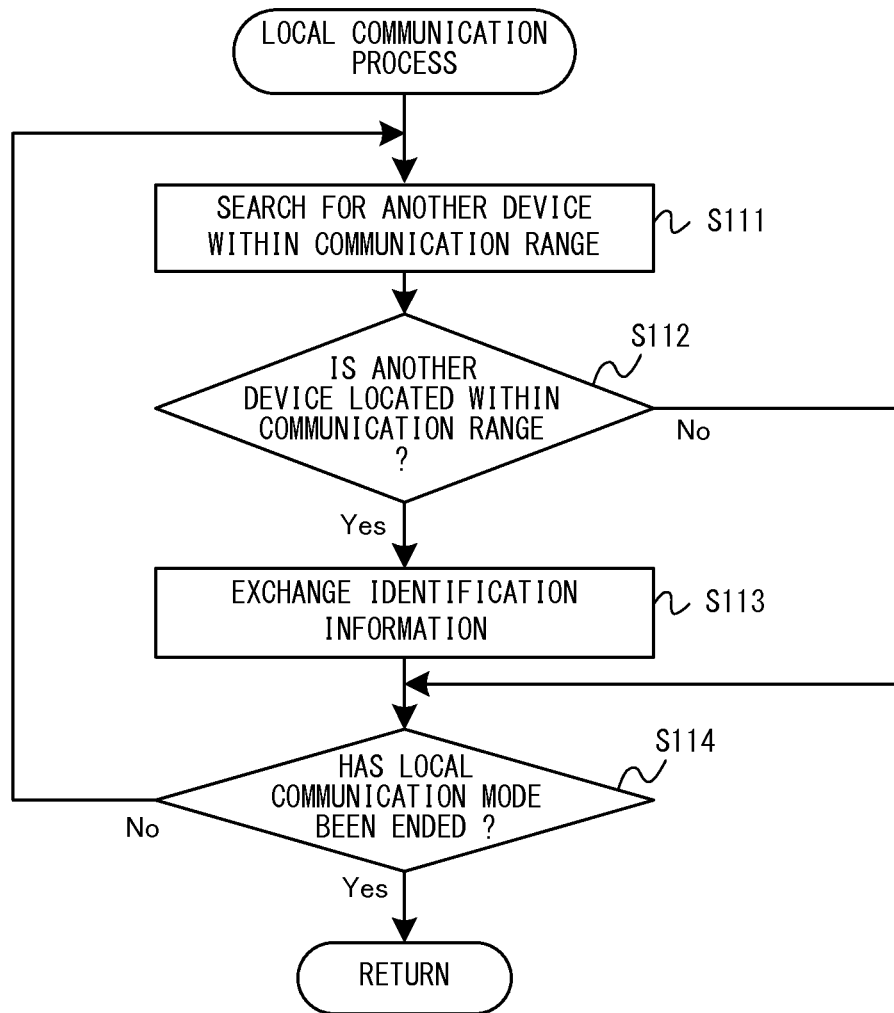 LOCAL COMMUNICATION
PROCESS
SEARCH FOR ANOTHER DEVICE
WITHIN COMMUNICATION RANGE
S111
S112
IS ANOTHER
DEVICE LOCATED WITHIN
COMMUNICATION RANGE
?
No
Yes
EXCHANGE IDENTIFICATION
INFORMATION
S113
S114
HAS LOCAL
COMMUNICATION MODE
BEEN ENDED ?
No
Yes
RETURN